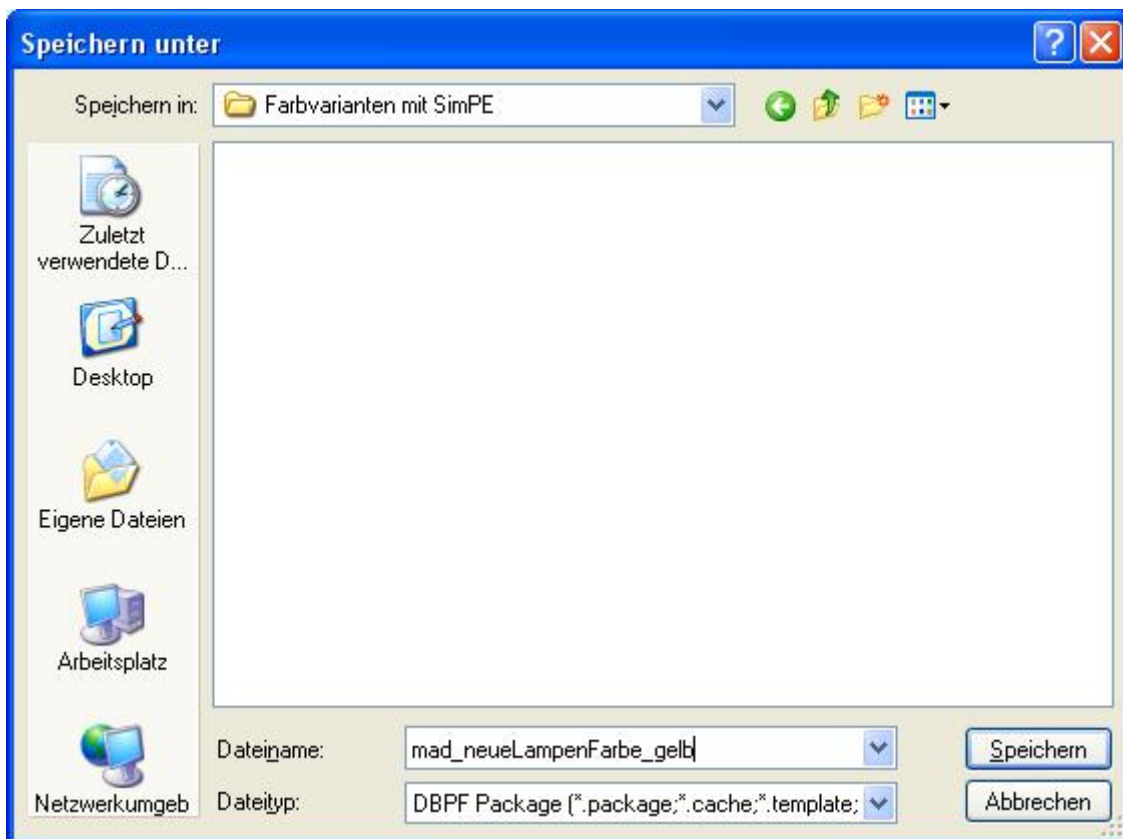 Speichern unter
Speichern in:
Farbvarianten mit SimPE
Zuletzt
verwendete D...
Desktop
Eigene Dateien
Arbeitsplatz
Netzwerkumgeb
Dateiname:
mad_neueLampenFarbe_gelb
Speichern
Dateityp:
DBPF Package (*.package;*.cache;*.template;
Abbrechen